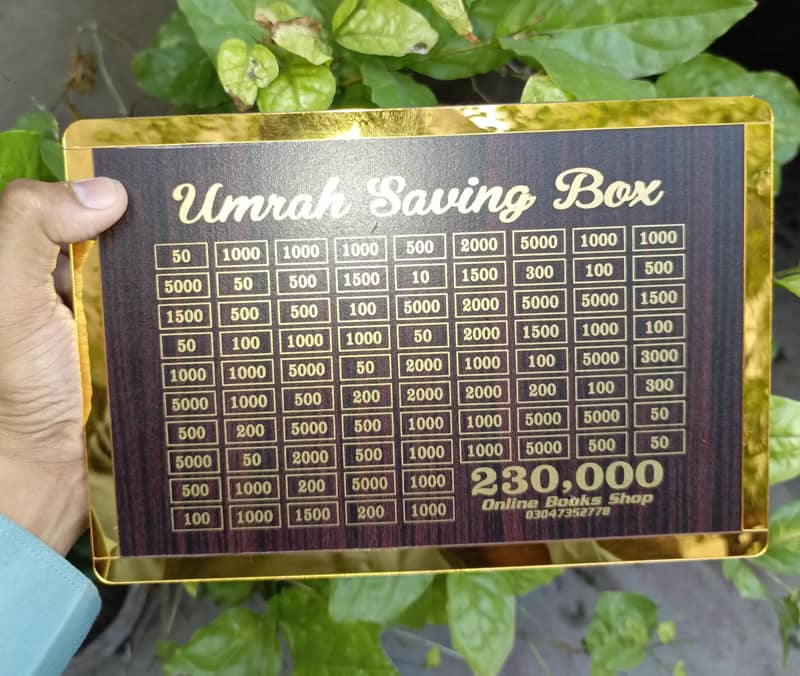 Umrah Saving Box
50 1000 1000 1000 500 2000 5000 1000 1000
5000 50 500 1500 10 1500 300 100 500
1500 500 500 100 5000 2000 5000 5000 1500
50 100 1000 1000 50 2000 1500 1000 100
1000 1000 5000 50 2000 1000 100 5000 3000
5000 1000 500 200 2000 2000 200 100 300
500 200 5000 500 1000 1000 5000 5000 50
5000 50 2000 500 1000 1000 5000 500 50
500 1000 200 5000 1000
100 1000 1500 200 1000
230,000
Online Books Shop
03047352778